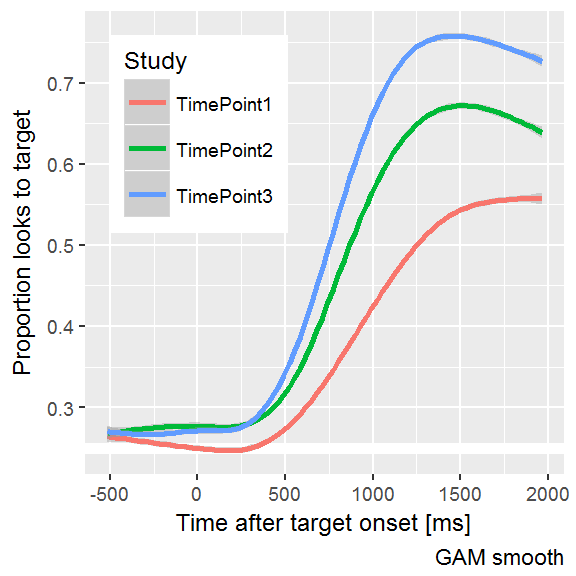 Study
TimePoint1
TimePoint2
TimePoint3
Proportion looks to target
0.7
0.6
0.5
0.4
0.3
-500 0 500 1000 1500 2000
Time after target onset [ms]
GAM smooth